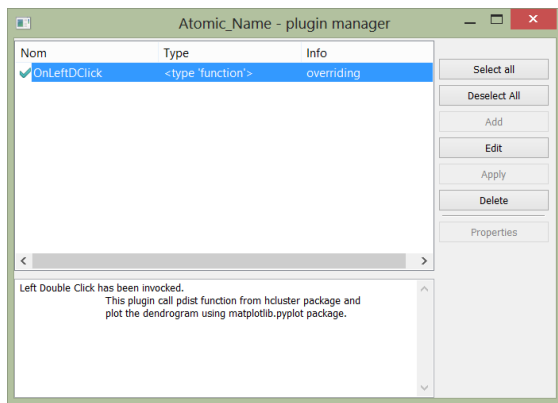 Atomic_Name - plugin manager
Nom Type Info
OnLeftDClick <type 'function'> overriding
Select all
Deselect All
Add
Edit
Apply
Delete
Properties
Left Double Click has been invoked.
This plugin call pdist function from hcluster package and
plot the dendrogram using matplotlib.pyplot package.